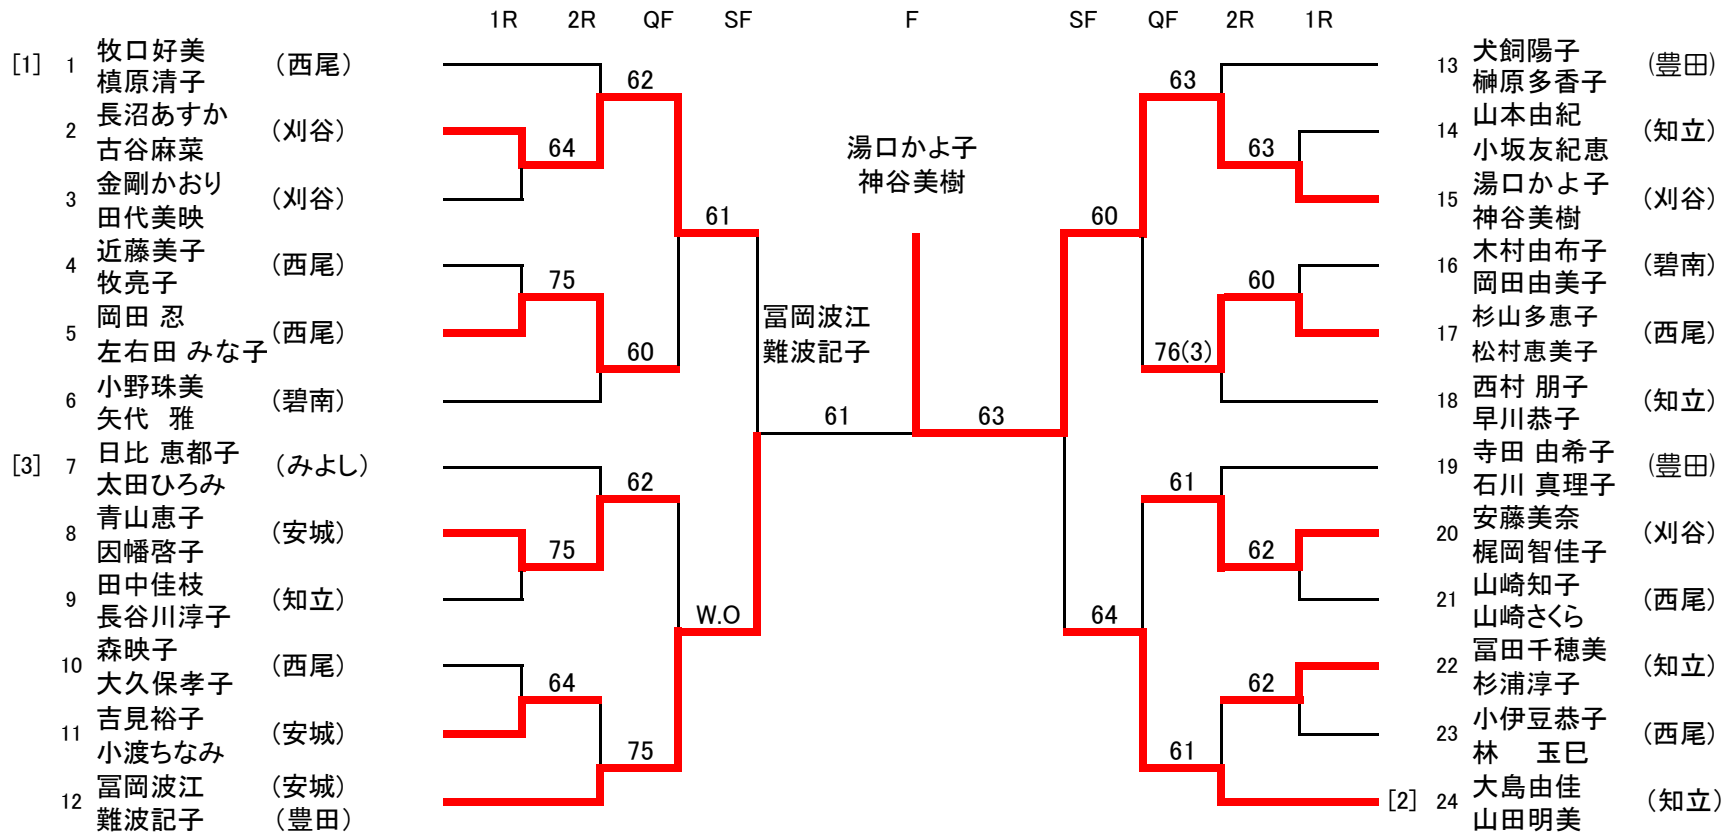 1R 2R QF SF F SF QF 2R 1R
[1] 1 牧口好美 (西尾)
槙原清子
2 長沼あすか (刈谷)
古谷麻菜
3 金剛かおり (刈谷)
田代美映
4 近藤美子 (西尾)
牧亮子
5 岡田 忍 (西尾)
左右田 みな子
6 小野珠美 (碧南)
矢代 雅
[3] 7 日比 恵都子 (みよし)
太田ひろみ
8 青山恵子 (安城)
因幡啓子
9 田中佳枝 (知立)
長谷川淳子
10 森映子 (西尾)
大久保孝子
11 吉見裕子 (安城)
小渡ちなみ
12 冨岡波江 (安城)
難波記子 (豊田)
62
64
61
75
60
62
75
W.O
64
75
湯口かよ子
神谷美樹
冨岡波江
難波記子
61
63
63
63
60
60
76(3)
61
62
64
62
61
13 犬飼陽子 (豊田)
榊原多香子
14 山本由紀 (知立)
小坂友紀恵
15 湯口かよ子 (刈谷)
神谷美樹
16 木村由布子 (碧南)
岡田由美子
17 杉山多恵子 (西尾)
松村恵美子
18 西村 朋子 (知立)
早川恭子
19 寺田 由希子 (豊田)
石川 真理子
20 安藤美奈 (刈谷)
梶岡智佳子
21 山崎知子 (西尾)
山崎さくら
22 冨田千穂美 (知立)
杉浦淳子
23 小伊豆恭子 (西尾)
林 玉巳
[2] 24 大島由佳 (知立)
山田明美